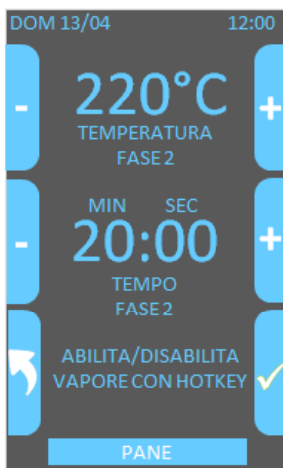 DOM 13/04 12:00
- 220°C +
TEMPERATURA
FASE 2
MIN SEC
- 20:00 +
TEMPO
FASE 2
ABILITA/DISABILITA
VAPORE CON HOTKEY
PANE